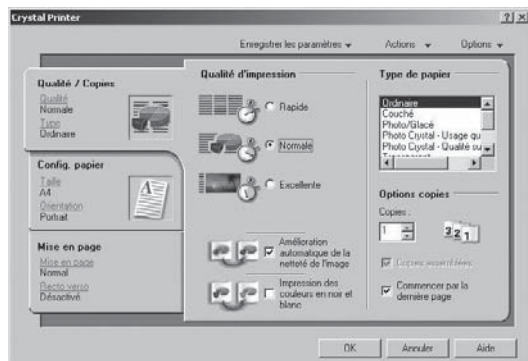 Crystal Printer
Enregistrer les paramètres Actions Options
Qualité / Copies
Qualité
Normale
Type
Ordinaire
Config. papier
Taille
A4
Orientation
Portrait
Mise en page
Mise en page
Normal
Recto verso
Désactivé
Qualité d'impression
Rapide
Normale
Excellente
Amélioration
automatique de la
netteté de l'image
Impression des
couleurs en noir et
blanc
Type de papier
Ordinaire
Couché
Photo/Glacé
Photo Crystal - Usage qu
Photo Crystal - Qualité su
Options copies
Copies :
1
3 2 1
Copies assemblées
Commencer par la
dernière page
OK Annuler Aide